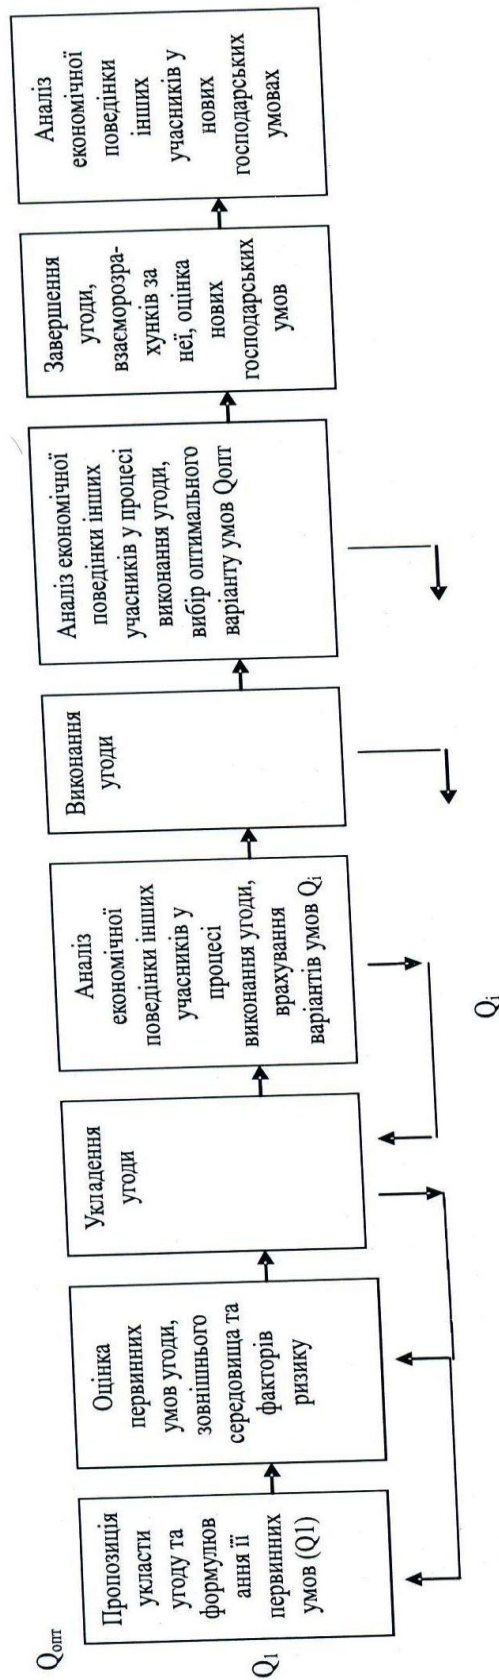 Qопт
Q1
Пропозиція
укласти
угоду та
формулюв
ання її
первинних
умов (Q1)
Оцінка
первинних
умов угоди,
зовнішнього
середовища та
факторів
ризику
Укладення
угоди
Аналіз
економічної
поведінки інших
учасників у
процесі
виконання угоди,
врахування
варіантів умов Qi
Виконання
угоди
Аналіз економічної
поведінки інших
учасників у процесі
виконання угоди,
вибір оптимального
варіанту умов Qопт
Завершення
угоди,
взаєморозра-
хунків за
неї, оцінка
нових
господарських
умов
Аналіз
економічної
поведінки
інших
учасників у
нових
господарських
умовах
Qi